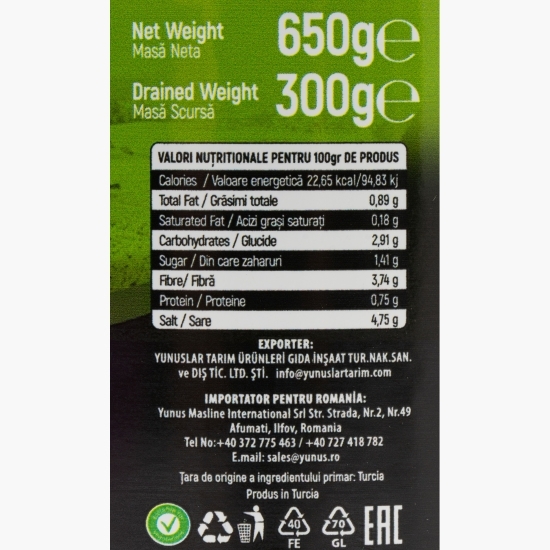 Net Weight 650g℮
Masă Neta
Drained Weight 300g℮
Masă Scursă
VALORI NUȚRITIONALE PENTRU 100gr DE PRODUS
Calories / Valoare energetică 22,65 kcal/94,83 kj
Total Fat / Grăsimi totale 0,89 g
Saturated Fat / Acizi grași saturați 0,18 g
Carbohydrates / Glucide 2,91 g
Sugar / Din care zaharuri 1,41 g
Fibre/ Fibră 3,74 g
Protein / Proteine 0,75 g
Salt / Sare 4,75 g
EXPORTER:
YUNUSLAR TARIM ÜRÜNLERİ GIDA İNŞAAT TUR.NAK.SAN.
ve DIŞ TİC. LTD. ŞTİ. info@yunuslartarim.com
IMPORTATOR PENTRU ROMANIA:
Yunus Masline International Srl Str. Strada, Nr.2, Nr.49
Afumati, Ilfov, Romania
Tel No:+40 372 775 463 / +40 727 418 782
E.mail: sales@yunus.ro
Țara de origine a ingredientului primar: Turcia
Produs in Turcia
40 70 EAC
FE GL